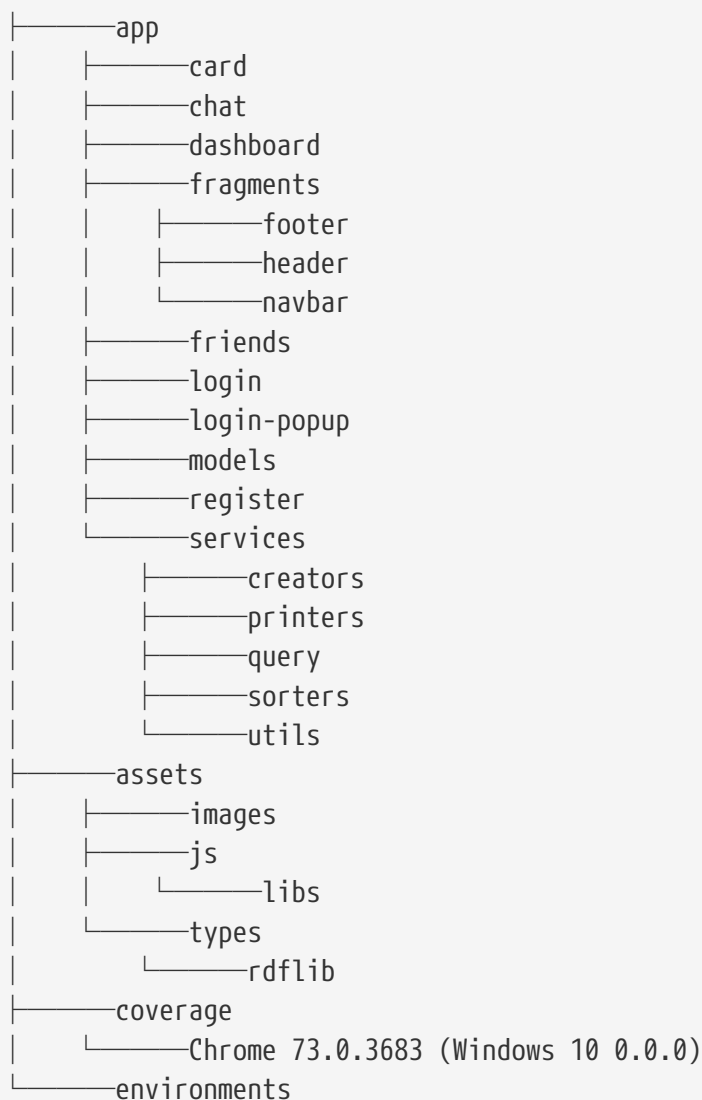 ├──────app
│    ├──────card
│    ├──────chat
│    ├──────dashboard
│    ├──────fragments
│    │    ├──────footer
│    │    ├──────header
│    │    └──────navbar
│    ├──────friends
│    ├──────login
│    ├──────login-popup
│    ├──────models
│    ├──────register
│    └──────services
│        ├──────creators
│        ├──────printers
│        ├──────query
│        ├──────sorters
│        └──────utils
├──────assets
│    ├──────images
│    ├──────js
│    │    └──────libs
│    └──────types
│        └──────rdflib
├──────coverage
│    └──────Chrome 73.0.3683 (Windows 10 0.0.0)
└──────environments